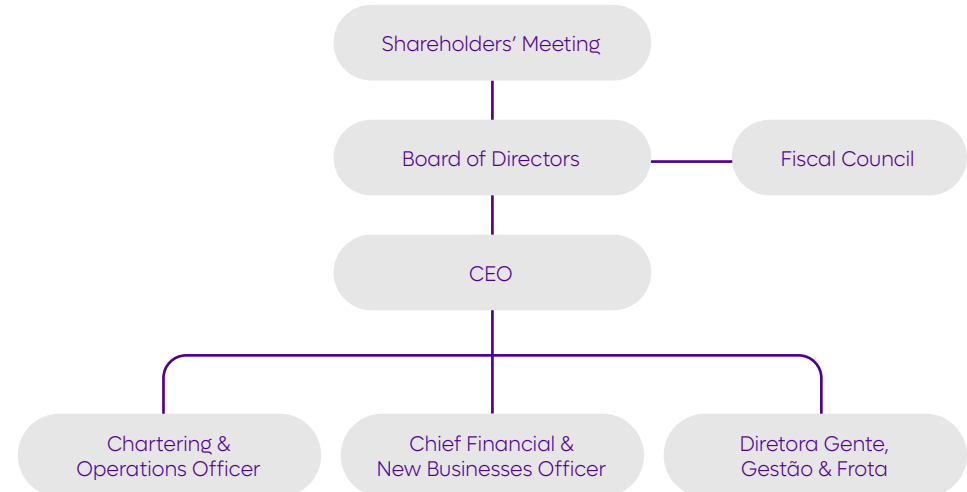 Shareholders’ Meeting
Board of Directors
Fiscal Council
CEO
Chartering &
Operations Officer
Chief Financial &
New Businesses Officer
Diretora Gente,
Gestão & Frota